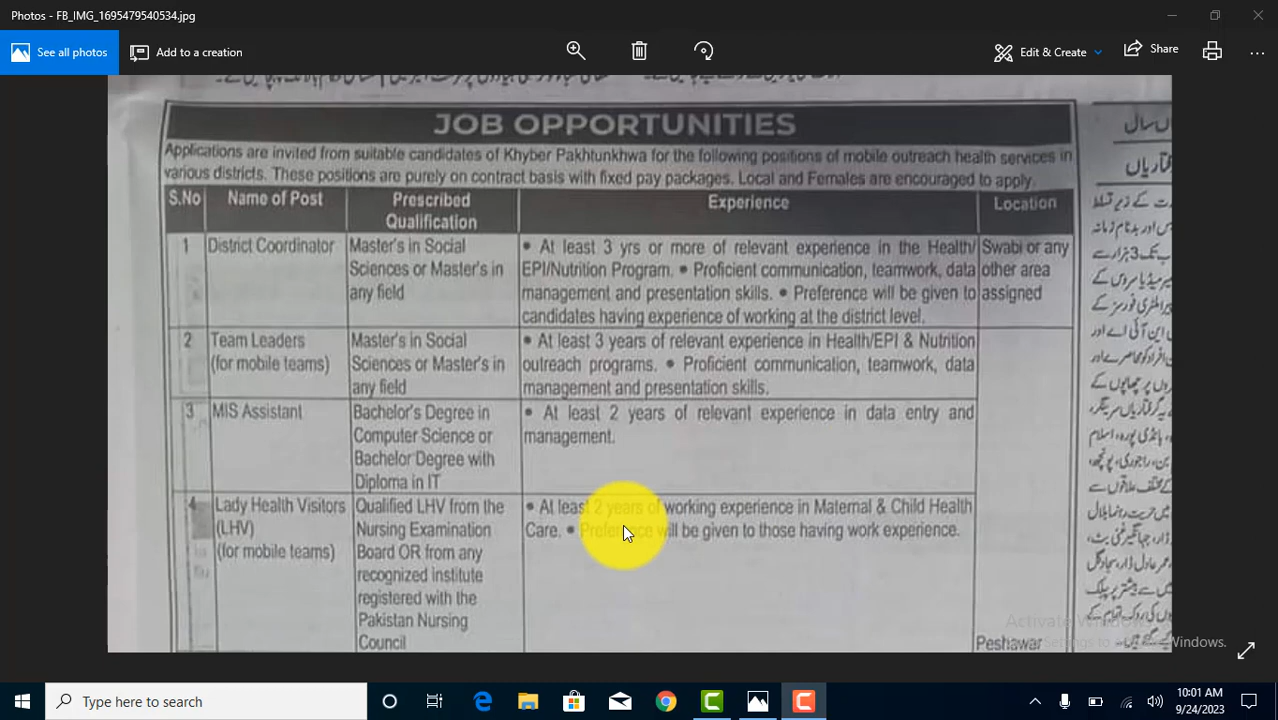 Photos - FB_IMG_1695479540534.jpg
See all photos
Add to a creation
Edit & Create
Share
JOB OPPORTUNITIES
Applications are invited from suitable candidates of Khyber Pakhtunkhwa for the following positions of mobile outreach health services in
various districts. These positions are purely on contract basis with fixed pay packages. Local and Females are encouraged to apply.
S.No Name of Post Prescribed Qualification Experience Location
1 District Coordinator
Master's in Social
Sciences or Master's in
any field
• At least 3 yrs or more of relevant experience in the Health/
EPI/Nutrition Program. • Proficient communication, teamwork, data
management and presentation skills. • Preference will be given to
candidates having experience of working at the district level.
Swabi or any
other area
assigned
2 Team Leaders
(for mobile teams)
Master's in Social
Sciences or Master's in
any field
• At least 3 years of relevant experience in Health/EPI & Nutrition
outreach programs. • Proficient communication, teamwork, data
management and presentation skills.
3 MIS Assistant
Bachelor's Degree in
Computer Science or
Bachelor Degree with
Diploma in IT
• At least 2 years of relevant experience in data entry and
management.
4 Lady Health Visitors
(LHV)
(for mobile teams)
Qualified LHV from the
Nursing Examination
Board OR from any
recognized institute
registered with the
Pakistan Nursing
Council
• At least 2 years of working experience in Maternal & Child Health
Care. • Preference will be given to those having work experience.
Peshawar
Activate Windows
Settings to Windows.
Type here to search
10:01 AM
9/24/2023